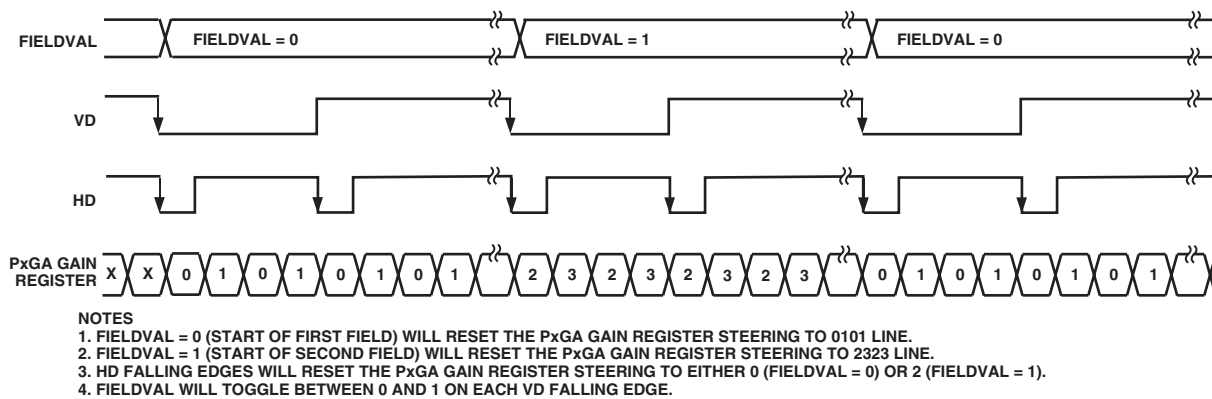 FIELDVAL FIELDVAL = 0 FIELDVAL = 1 FIELDVAL = 0
VD
HD
PxGA GAIN
REGISTER X X 0 1 0 1 0 1 0 1 2 3 2 3 2 3 2 3 0 1 0 1 0 1 0 1
NOTES
1. FIELDVAL = 0 (START OF FIRST FIELD) WILL RESET THE PxGA GAIN REGISTER STEERING TO 0101 LINE.
2. FIELDVAL = 1 (START OF SECOND FIELD) WILL RESET THE PxGA GAIN REGISTER STEERING TO 2323 LINE.
3. HD FALLING EDGES WILL RESET THE PxGA GAIN REGISTER STEERING TO EITHER 0 (FIELDVAL = 0) OR 2 (FIELDVAL = 1).
4. FIELDVAL WILL TOGGLE BETWEEN 0 AND 1 ON EACH VD FALLING EDGE.